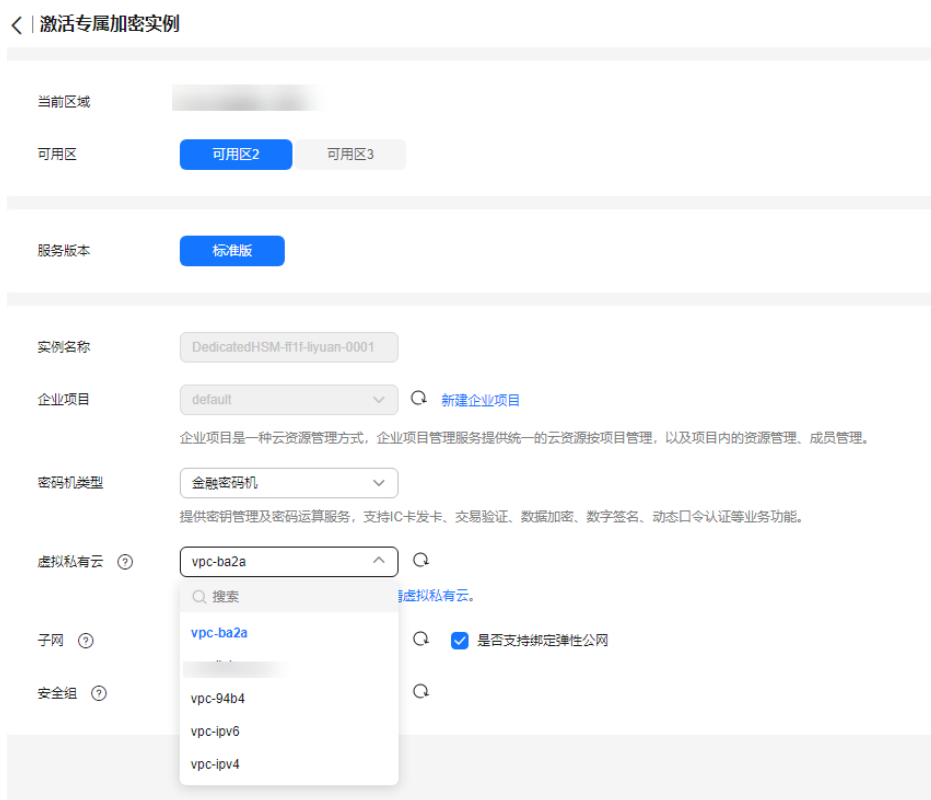 激活专属加密实例
当前区域
可用区 可用区2 可用区3
服务版本 标准版
实例名称 DedicatedHSM-ff1f-liyuan-0001
企业项目 default 新建企业项目
企业项目是一种云资源管理方式，企业项目管理服务提供统一的云资源按项目管理，以及项目内的资源管理、成员管理。
密码机类型 金融密码机
提供密钥管理及密码运算服务，支持IC卡发卡、交易验证、数据加密、数字签名、动态口令认证等业务功能。
虚拟私有云 vpc-ba2a
搜索 虚拟私有云。
vpc-ba2a
子网 是否支持绑定弹性公网
安全组
vpc-94b4
vpc-ipv6
vpc-ipv4